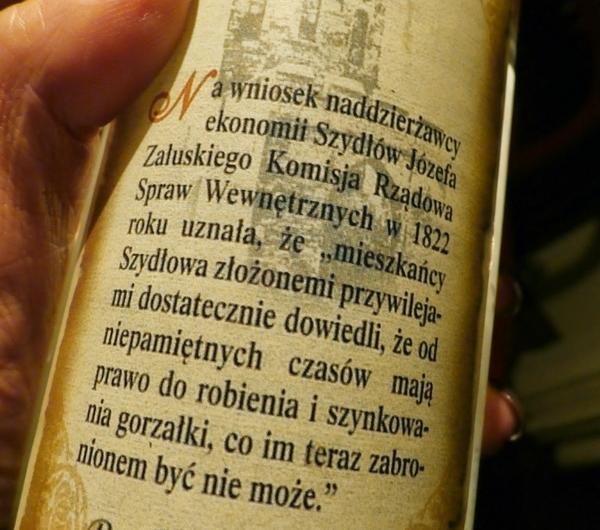 Na wniosek naddzierżawcy
ekonomii Szydłów Józefa
Załuskiego Komisja Rządowa
Spraw Wewnętrznych w 1822
roku uznała, że „mieszkańcy
Szydłowa złożonemi przywileja-
mi dostatecznie dowiedli, że od
niepamiętnych czasów mają
prawo do robienia i szynkowa-
nia gorzałki, co im teraz zabro-
nionem być nie może.”